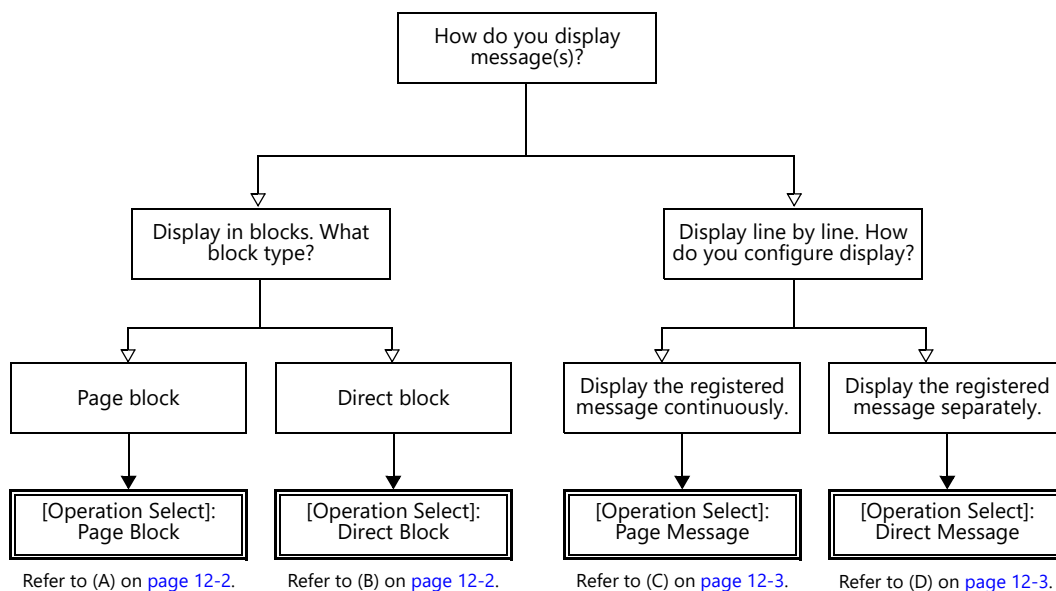 How do you display
message(s)?
Display in blocks. What
block type?
Display line by line. How
do you configure display?
Page block
Direct block
Display the registered
message continuously.
Display the registered
message separately.
[Operation Select]:
Page Block
[Operation Select]:
Direct Block
[Operation Select]:
Page Message
[Operation Select]:
Direct Message
Refer to (A) on page 12-2.
Refer to (B) on page 12-2.
Refer to (C) on page 12-3.
Refer to (D) on page 12-3.